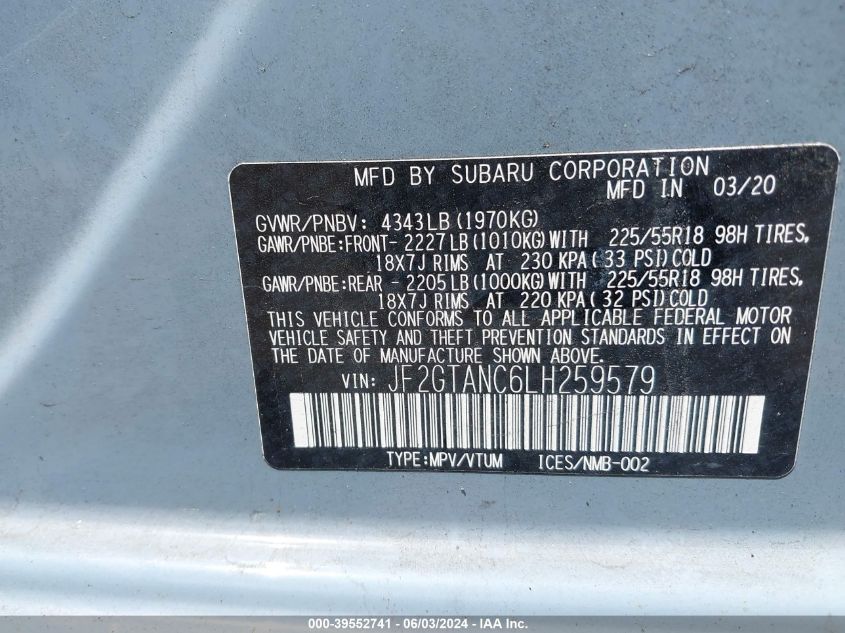 MFD BY SUBARU CORPORATION
MFD IN 03/20
GVWR/PNBV: 4343LB (1970KG)
GAWR/PNBE:FRONT- 2227LB (1010KG) WITH 225/55R18 98H TIRES,
18X7J RIMS AT 230 KPA (33 PSI) COLD
GAWR/PNBE:REAR - 2205LB (1000KG) WITH 225/55R18 98H TIRES,
18X7J RIMS AT 220 KPA (32 PSI) COLD
THIS VEHICLE CONFORMS TO ALL APPLICABLE FEDERAL MOTOR
VEHICLE SAFETY AND THEFT PREVENTION STANDARDS IN EFFECT ON
THE DATE OF MANUFACTURE SHOWN ABOVE.
VIN: JF2GTANC6LH259579
TYPE:MPV/VTUM ICES/NMB-002
000-39552741 - 06/03/2024 - IAA Inc.